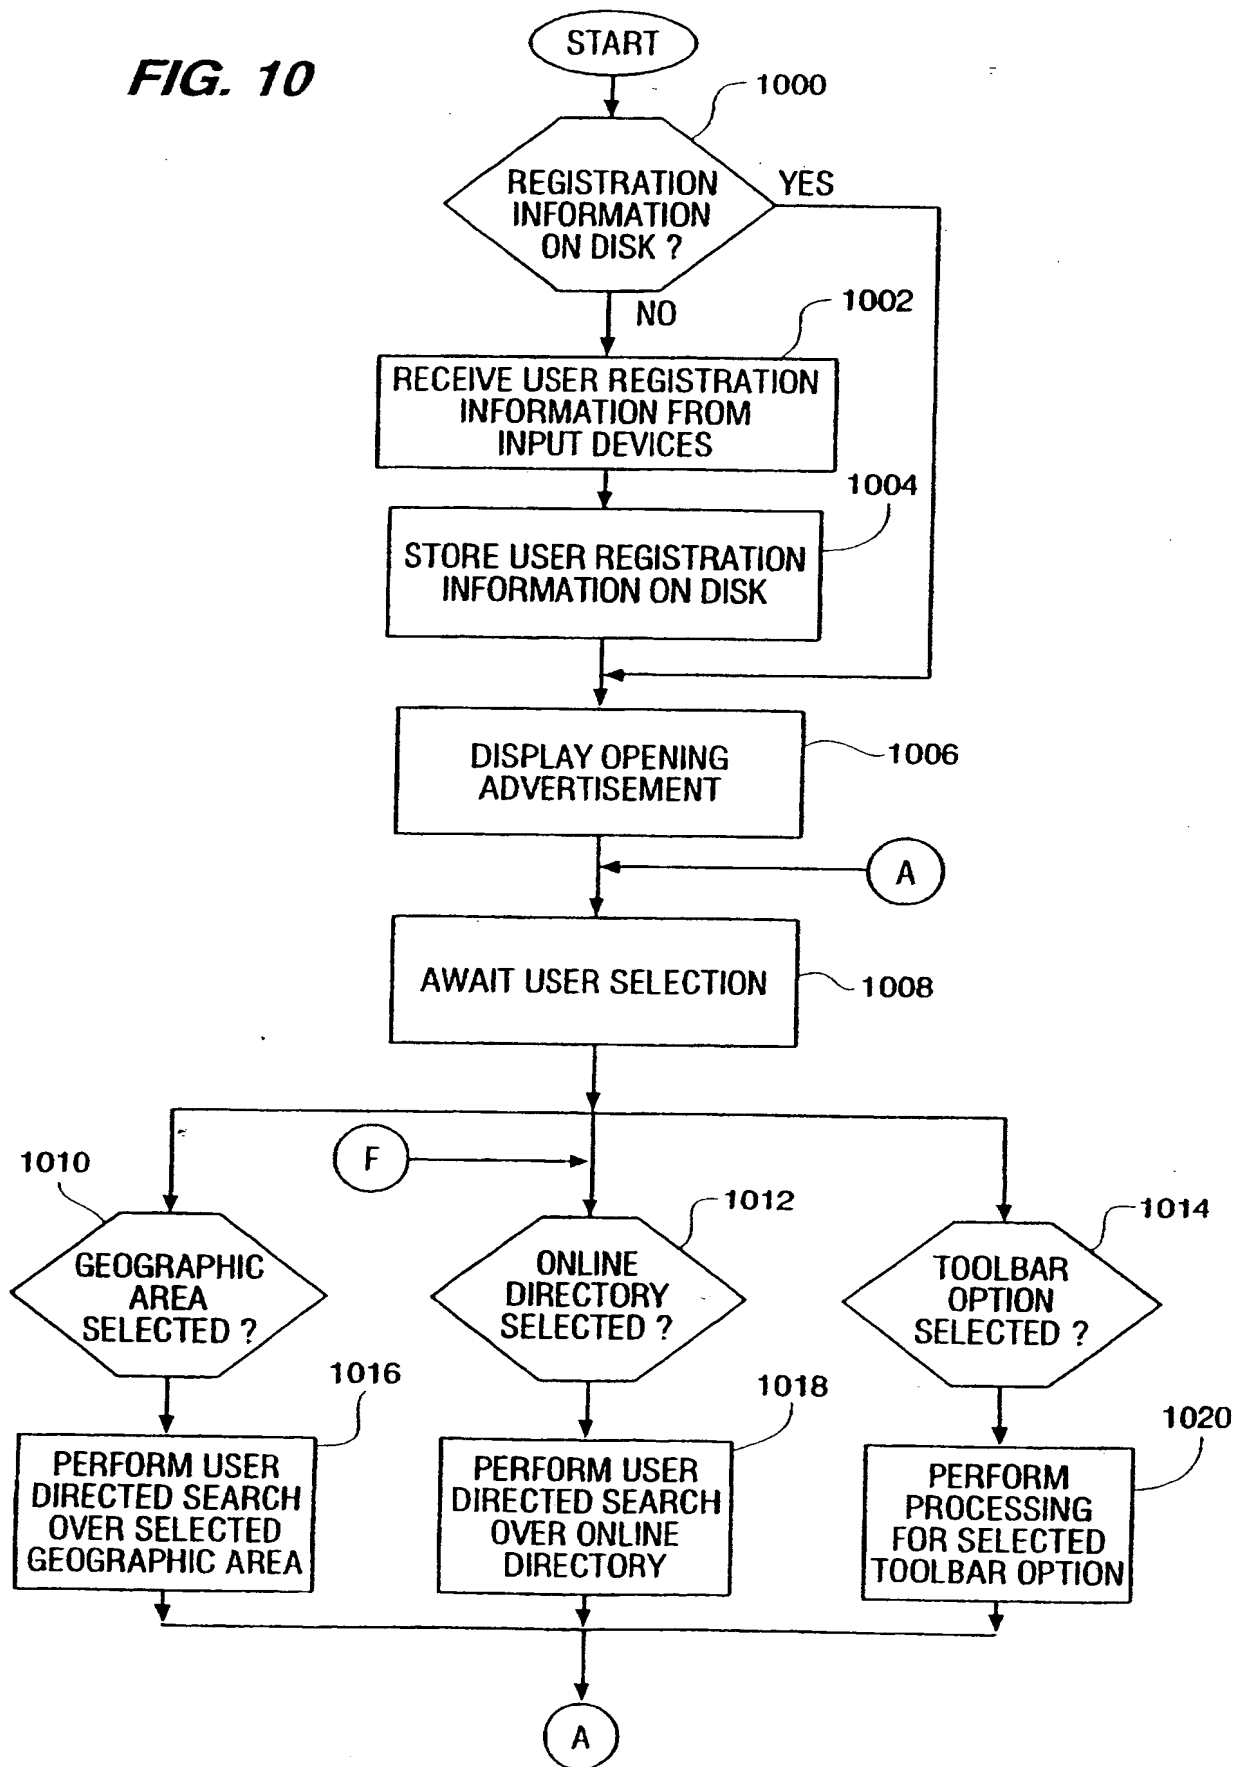 FIG. 10
START
1000
REGISTRATION
INFORMATION
ON DISK ?
YES
NO
1002
RECEIVE USER REGISTRATION
INFORMATION FROM
INPUT DEVICES
1004
STORE USER REGISTRATION
INFORMATION ON DISK
DISPLAY OPENING
ADVERTISEMENT
1006
A
AWAIT USER SELECTION
1008
F
1010
GEOGRAPHIC
AREA
SELECTED ?
1012
ONLINE
DIRECTORY
SELECTED ?
1014
TOOLBAR
OPTION
SELECTED ?
1016
PERFORM USER
DIRECTED SEARCH
OVER SELECTED
GEOGRAPHIC AREA
1018
PERFORM USER
DIRECTED SEARCH
OVER ONLINE
DIRECTORY
1020
PERFORM
PROCESSING
FOR SELECTED
TOOLBAR OPTION
A